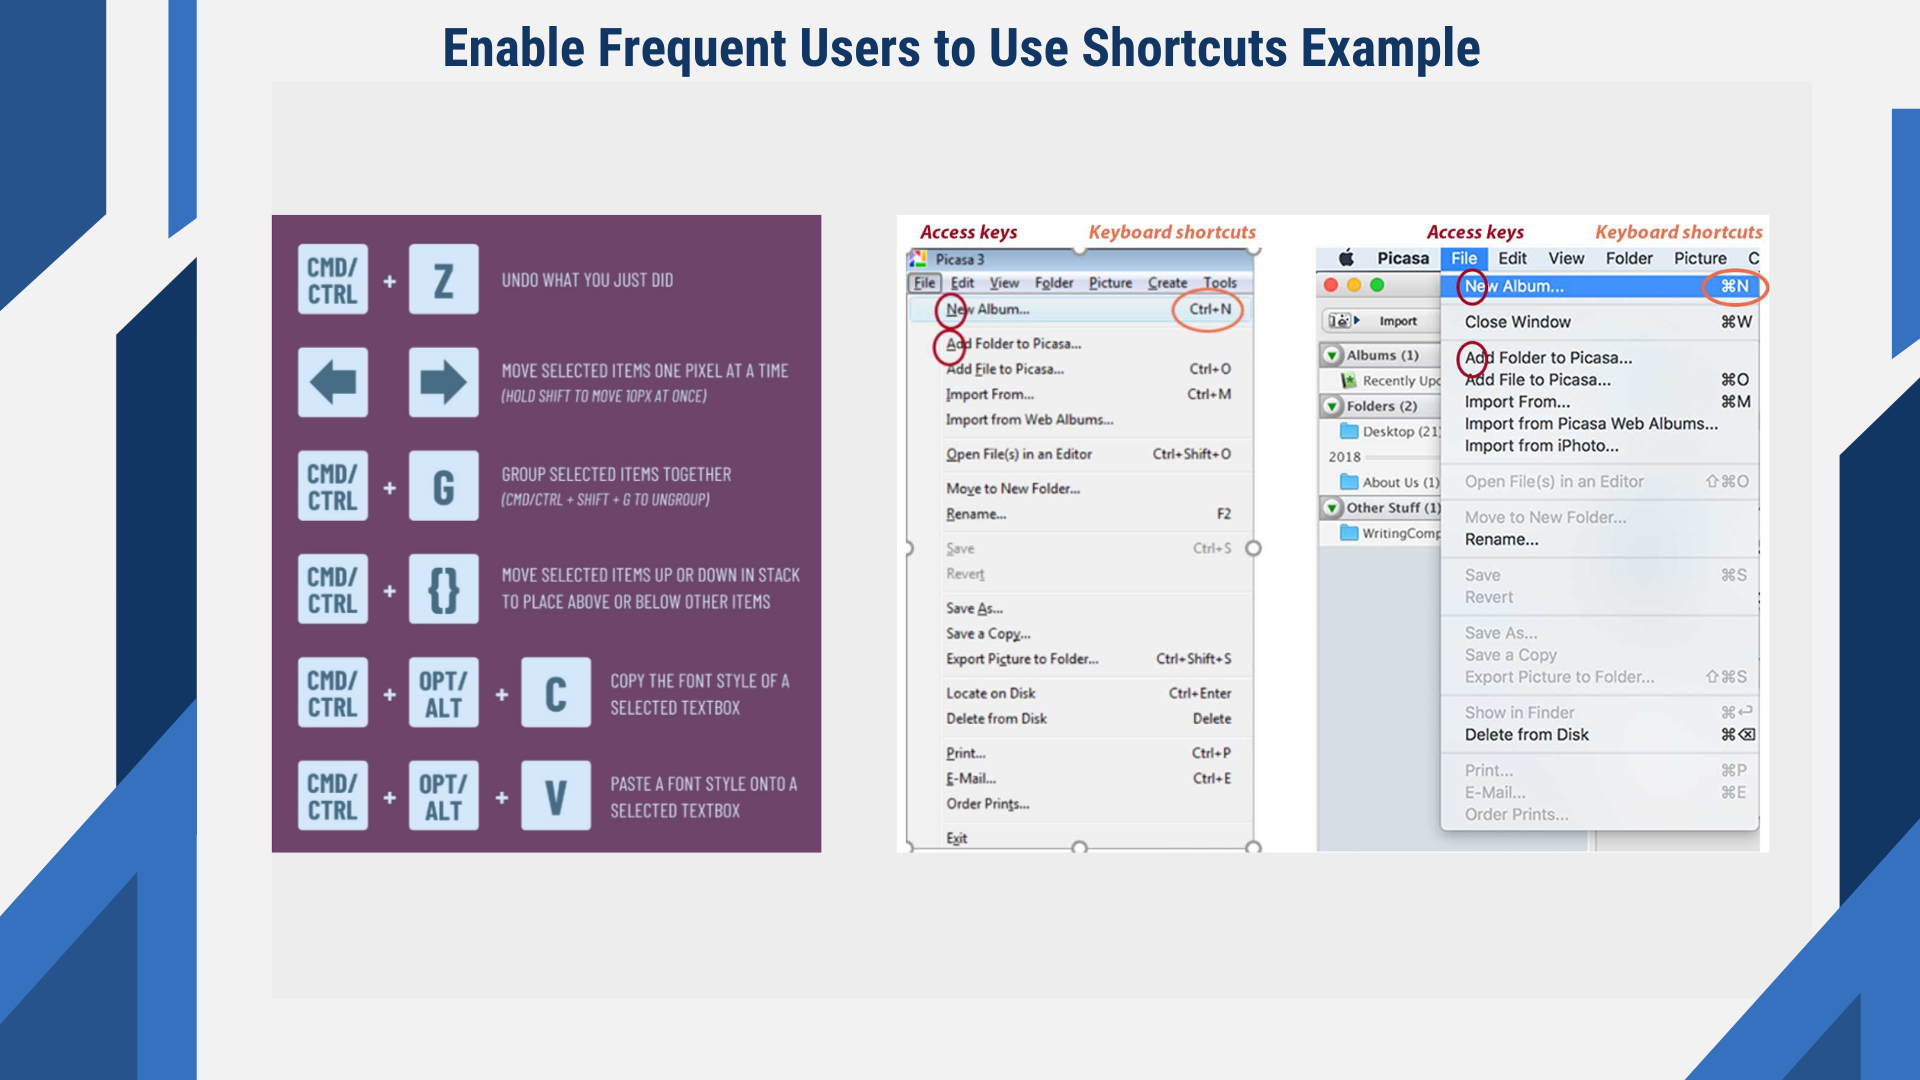 Enable Frequent Users to Use Shortcuts Example
CMD/
CTRL
+
Z
UNDO WHAT YOU JUST DID
MOVE SELECTED ITEMS ONE PIXEL AT A TIME
(HOLD SHIFT TO MOVE 10PX AT ONCE)
CMD/
CTRL
+
G
GROUP SELECTED ITEMS TOGETHER
(CMD/CTRL + SHIFT + G TO UNGROUP)
CMD/
CTRL
+
{}
MOVE SELECTED ITEMS UP OR DOWN IN STACK
TO PLACE ABOVE OR BELOW OTHER ITEMS
CMD/
CTRL
+
OPT/
ALT
+
C
COPY THE FONT STYLE OF A
SELECTED TEXTBOX
CMD/
CTRL
+
OPT/
ALT
+
V
PASTE A FONT STYLE ONTO A
SELECTED TEXTBOX
Access keys Keyboard shortcuts
Picasa 3
File Edit View Folder Picture Create Tools
New Album... Ctrl+N
Add Folder to Picasa...
Add File to Picasa... Ctrl+O
Import From... Ctrl+M
Import from Web Albums...
Open File(s) in an Editor Ctrl+Shift+O
Move to New Folder...
Rename... F2
Save Ctrl+S
Revert
Save As...
Save a Copy...
Export Picture to Folder... Ctrl+Shift+S
Locate on Disk Ctrl+Enter
Delete from Disk Delete
Print... Ctrl+P
E-Mail... Ctrl+E
Order Prints...
Exit
Access keys Keyboard shortcuts
Picasa File Edit View Folder Picture C
Import
Albums (1)
Recently Upd
Folders (2)
Desktop (21)
2018
About Us (1)
Other Stuff (1)
WritingComp
New Album... ⌘N
Close Window ⌘W
Add Folder to Picasa...
Add File to Picasa... ⌘O
Import From... ⌘M
Import from Picasa Web Albums...
Import from iPhoto...
Open File(s) in an Editor ⇧⌘O
Move to New Folder...
Rename...
Save ⌘S
Revert
Save As...
Save a Copy
Export Picture to Folder... ⇧⌘S
Show in Finder ⌘↩
Delete from Disk ⌘⌫
Print... ⌘P
E-Mail... ⌘E
Order Prints...